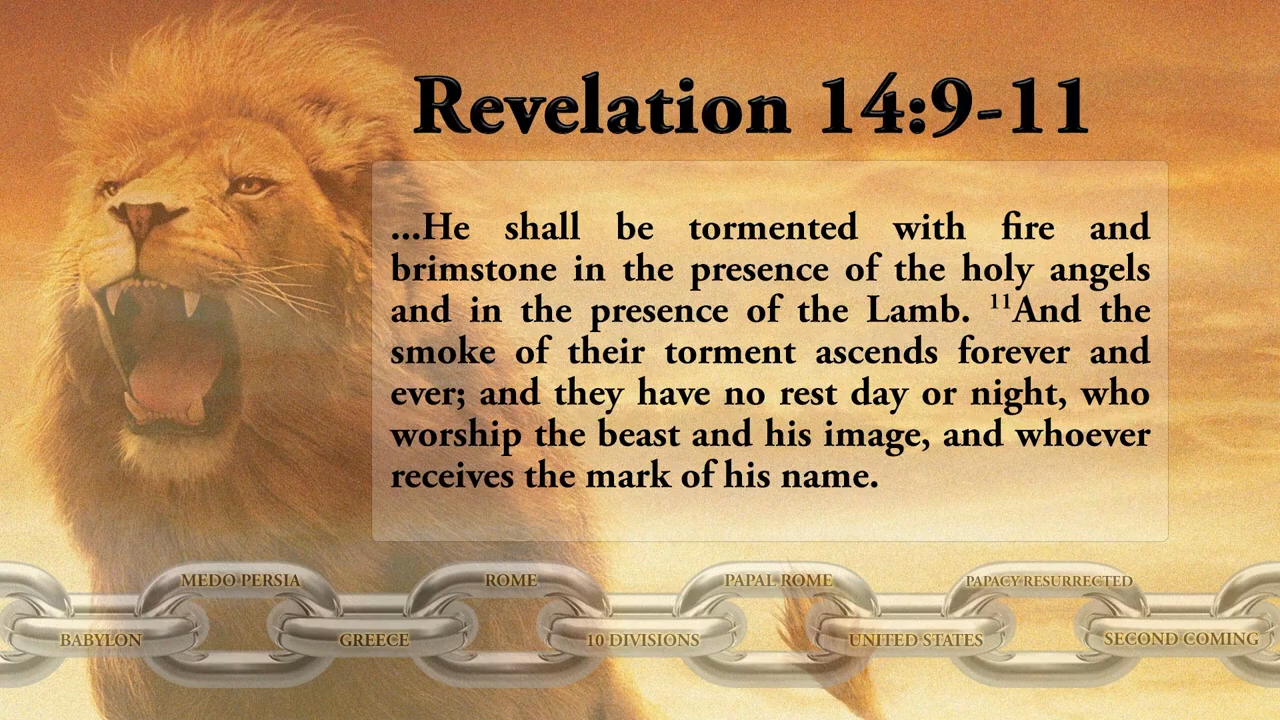 Revelation 14:9-11
...He shall be tormented with fire and
brimstone in the presence of the holy angels
and in the presence of the Lamb. ¹¹And the
smoke of their torment ascends forever and
ever; and they have no rest day or night, who
worship the beast and his image, and whoever
receives the mark of his name.
MEDO PERSIA ROME PAPAL ROME PAPACY RESURRECTED
BABYLON GREECE 10 DIVISIONS UNITED STATES SECOND COMING